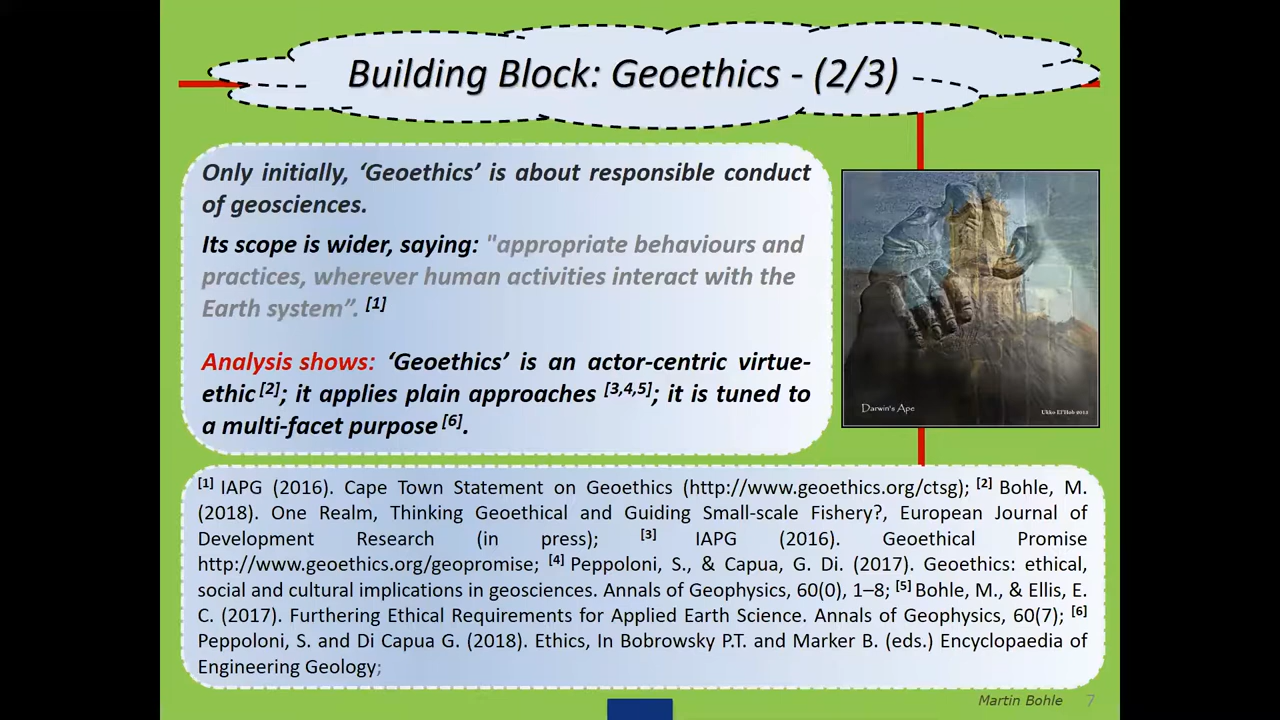 Building Block: Geoethics - (2/3)
Only initially, ‘Geoethics’ is about responsible conduct
of geosciences.
Its scope is wider, saying: "appropriate behaviours and
practices, wherever human activities interact with the
Earth system”. [1]
Analysis shows: ‘Geoethics’ is an actor-centric virtue-
ethic [2]; it applies plain approaches [3,4,5]; it is tuned to
a multi-facet purpose [6].
Darwin's Ape
Ukko El'Hob 2012
[1] IAPG (2016). Cape Town Statement on Geoethics (http://www.geoethics.org/ctsg); [2] Bohle, M.
(2018). One Realm, Thinking Geoethical and Guiding Small-scale Fishery?, European Journal of
Development Research (in press); [3] IAPG (2016). Geoethical Promise
http://www.geoethics.org/geopromise; [4] Peppoloni, S., & Capua, G. Di. (2017). Geoethics: ethical,
social and cultural implications in geosciences. Annals of Geophysics, 60(0), 1–8; [5] Bohle, M., & Ellis, E.
C. (2017). Furthering Ethical Requirements for Applied Earth Science. Annals of Geophysics, 60(7); [6]
Peppoloni, S. and Di Capua G. (2018). Ethics, In Bobrowsky P.T. and Marker B. (eds.) Encyclopaedia of
Engineering Geology;
Martin Bohle 7